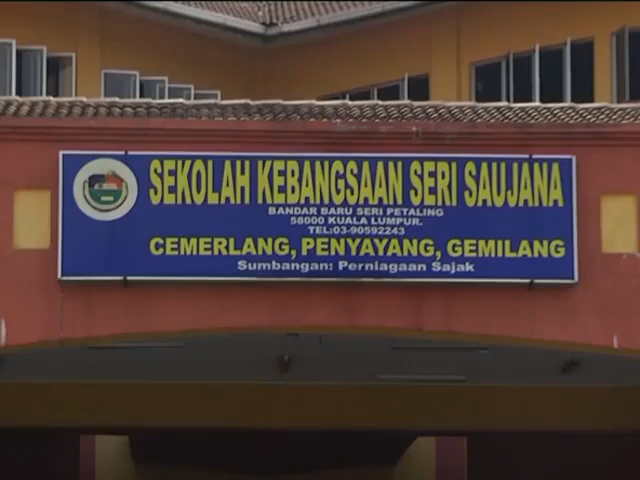 SEKOLAH KEBANGSAAN SERI SAUJANA
BANDAR BARU SERI PETALING
58000 KUALA LUMPUR.
TEL:03-90592243
CEMERLANG, PENYAYANG, GEMILANG
Sumbangan: Perniagaan Sajak